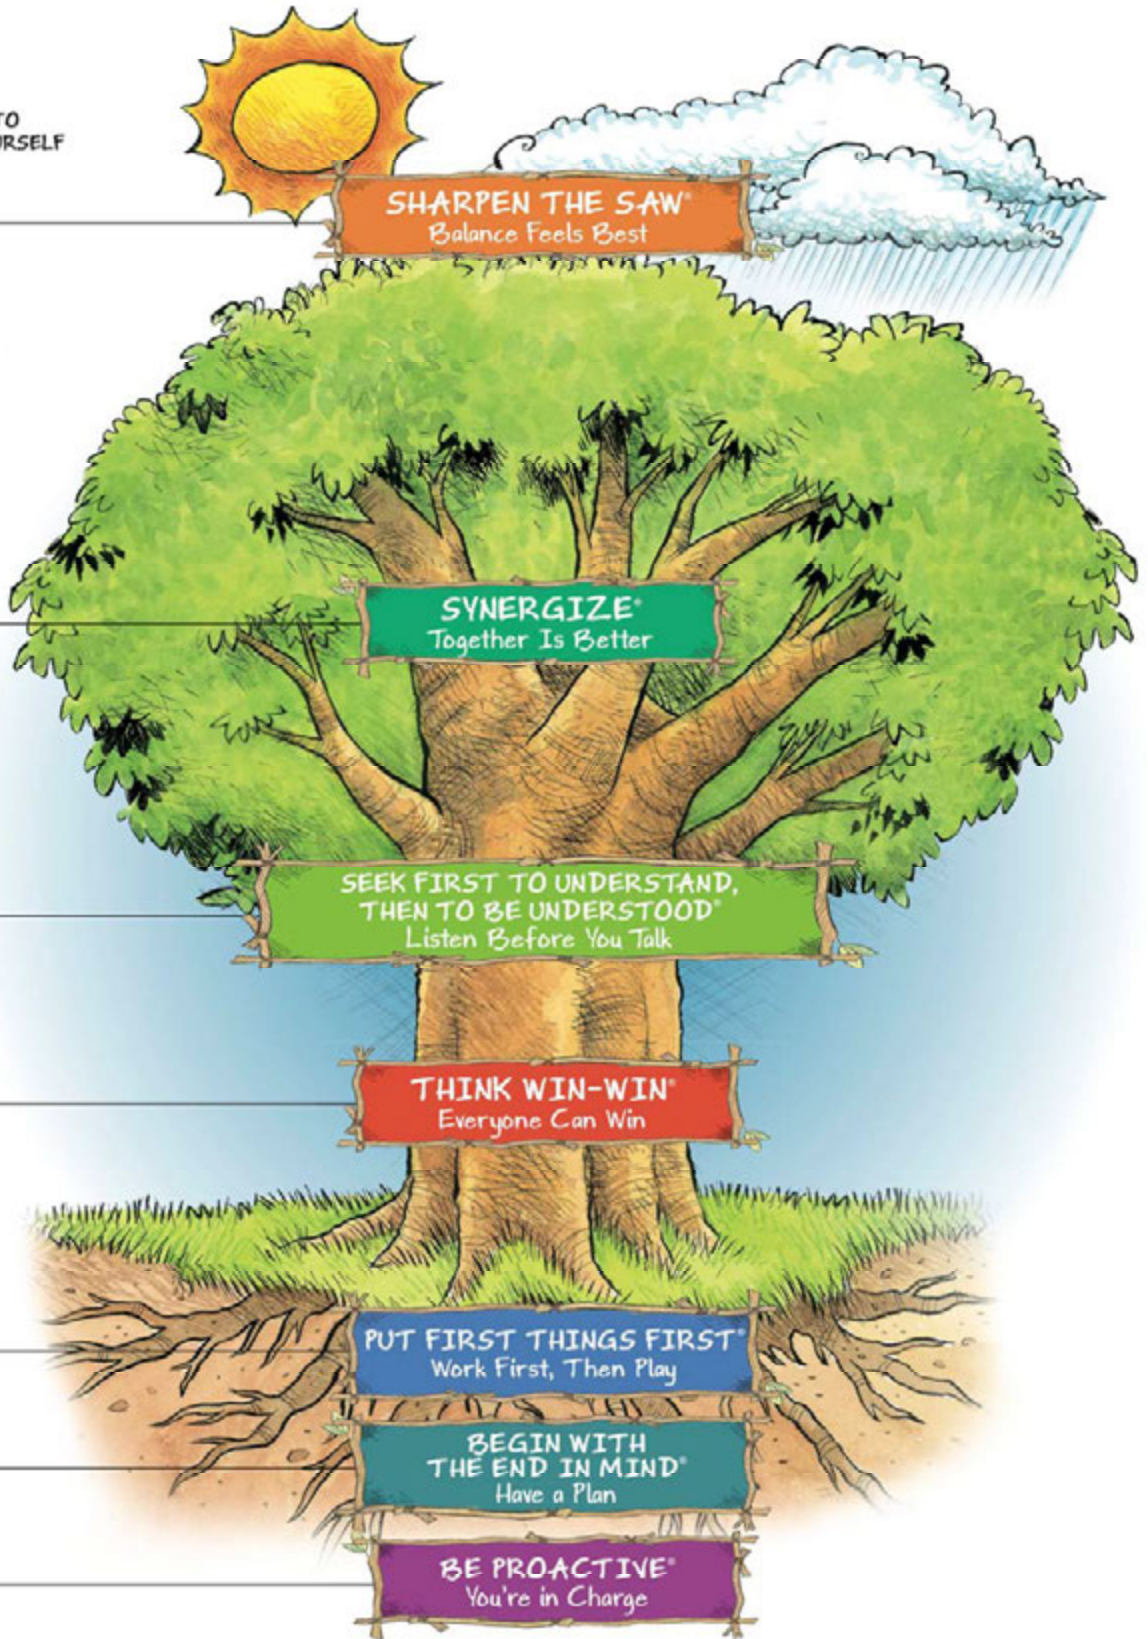 TO
URSELF
SHARPEN THE SAW®
Balance Feels Best
SYNERGIZE®
Together Is Better
SEEK FIRST TO UNDERSTAND,
THEN TO BE UNDERSTOOD®
Listen Before You Talk
THINK WIN-WIN®
Everyone Can Win
PUT FIRST THINGS FIRST®
Work First, Then Play
BEGIN WITH
THE END IN MIND®
Have a Plan
BE PROACTIVE®
You're in Charge